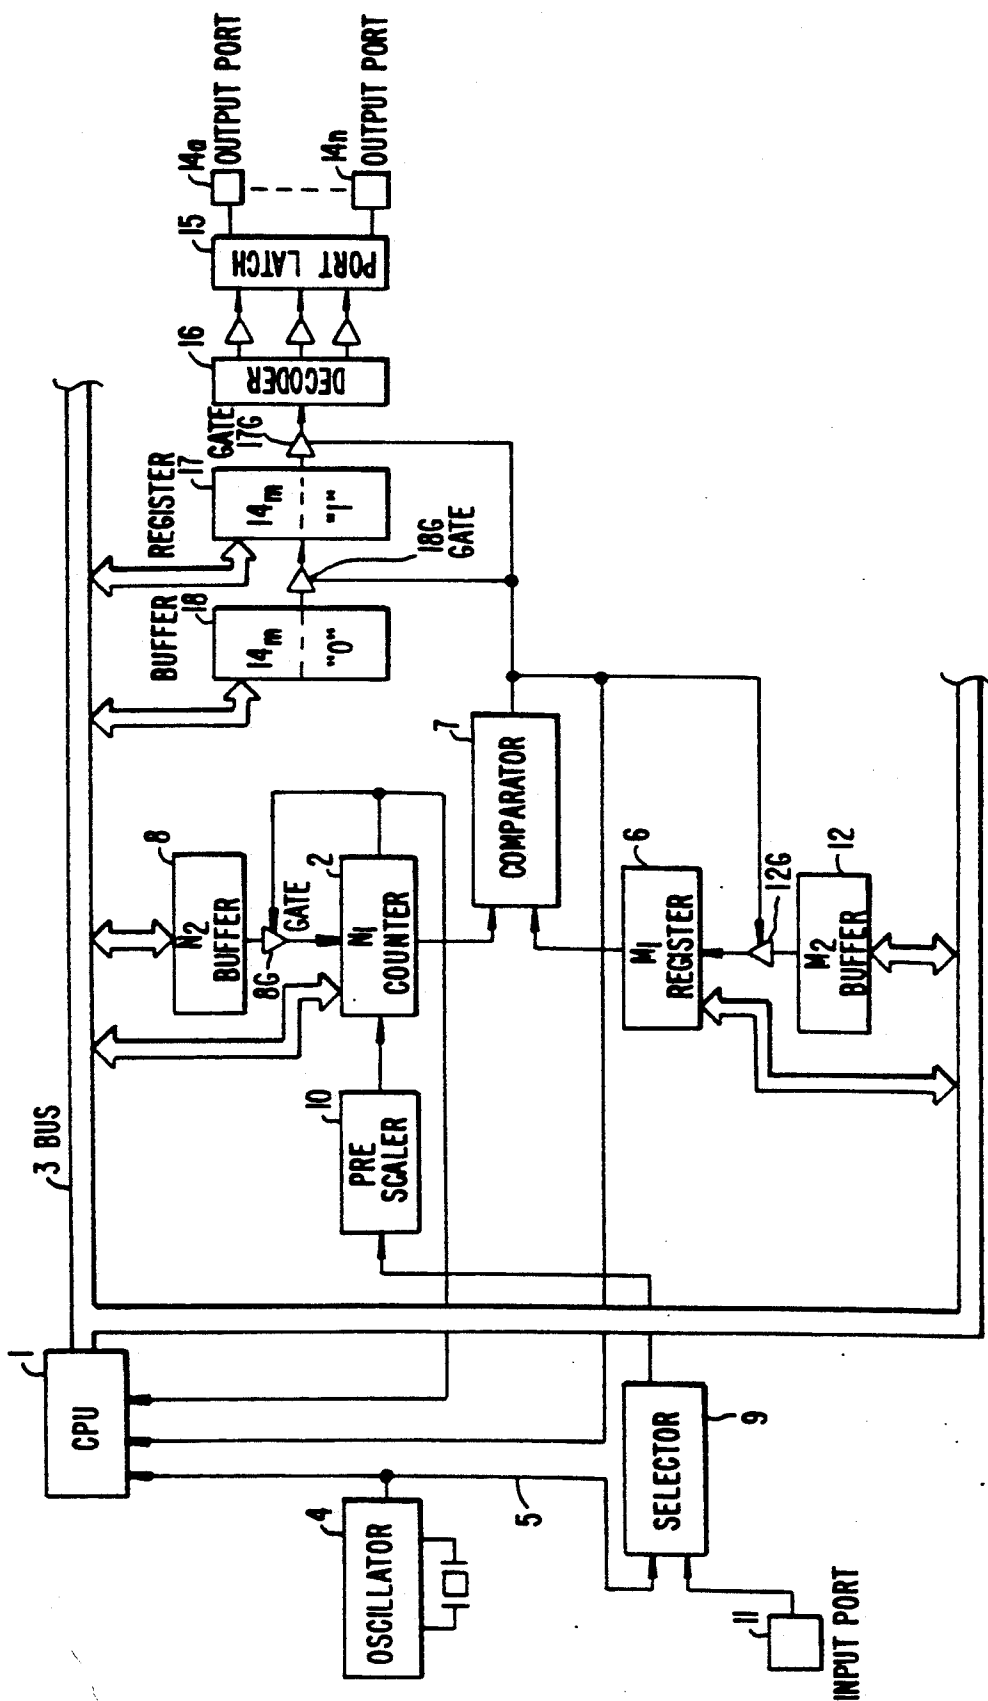 1
CPU
3 BUS
4
OSCILLATOR
5
9
SELECTOR
11
INPUT PORT
10
PRE
SCALER
8
N2
BUFFER
8G
GATE
2
N1
COUNTER
7
COMPARATOR
6
M1
REGISTER
12G
12
M2
BUFFER
BUFFER
18
14m
"0"
18G
GATE
REGISTER
17
14m
"1"
GATE
17G
16
DECODER
15
PORT LATCH
14a
OUTPUT PORT
14n
OUTPUT PORT